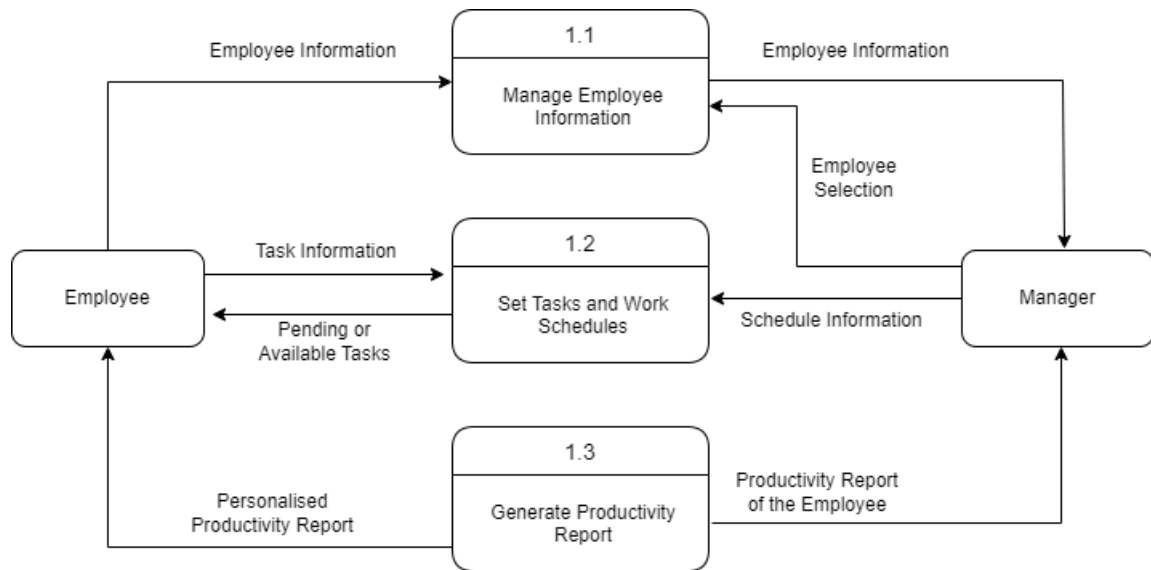 1.1
Employee Information
Employee Information
Manage Employee
Information
Employee
Selection
1.2
Task Information
Employee
Set Tasks and Work
Schedules
Manager
Schedule Information
Pending or
Available Tasks
1.3
Personalised
Productivity Report
Generate Productivity
Report
Productivity Report
of the Employee